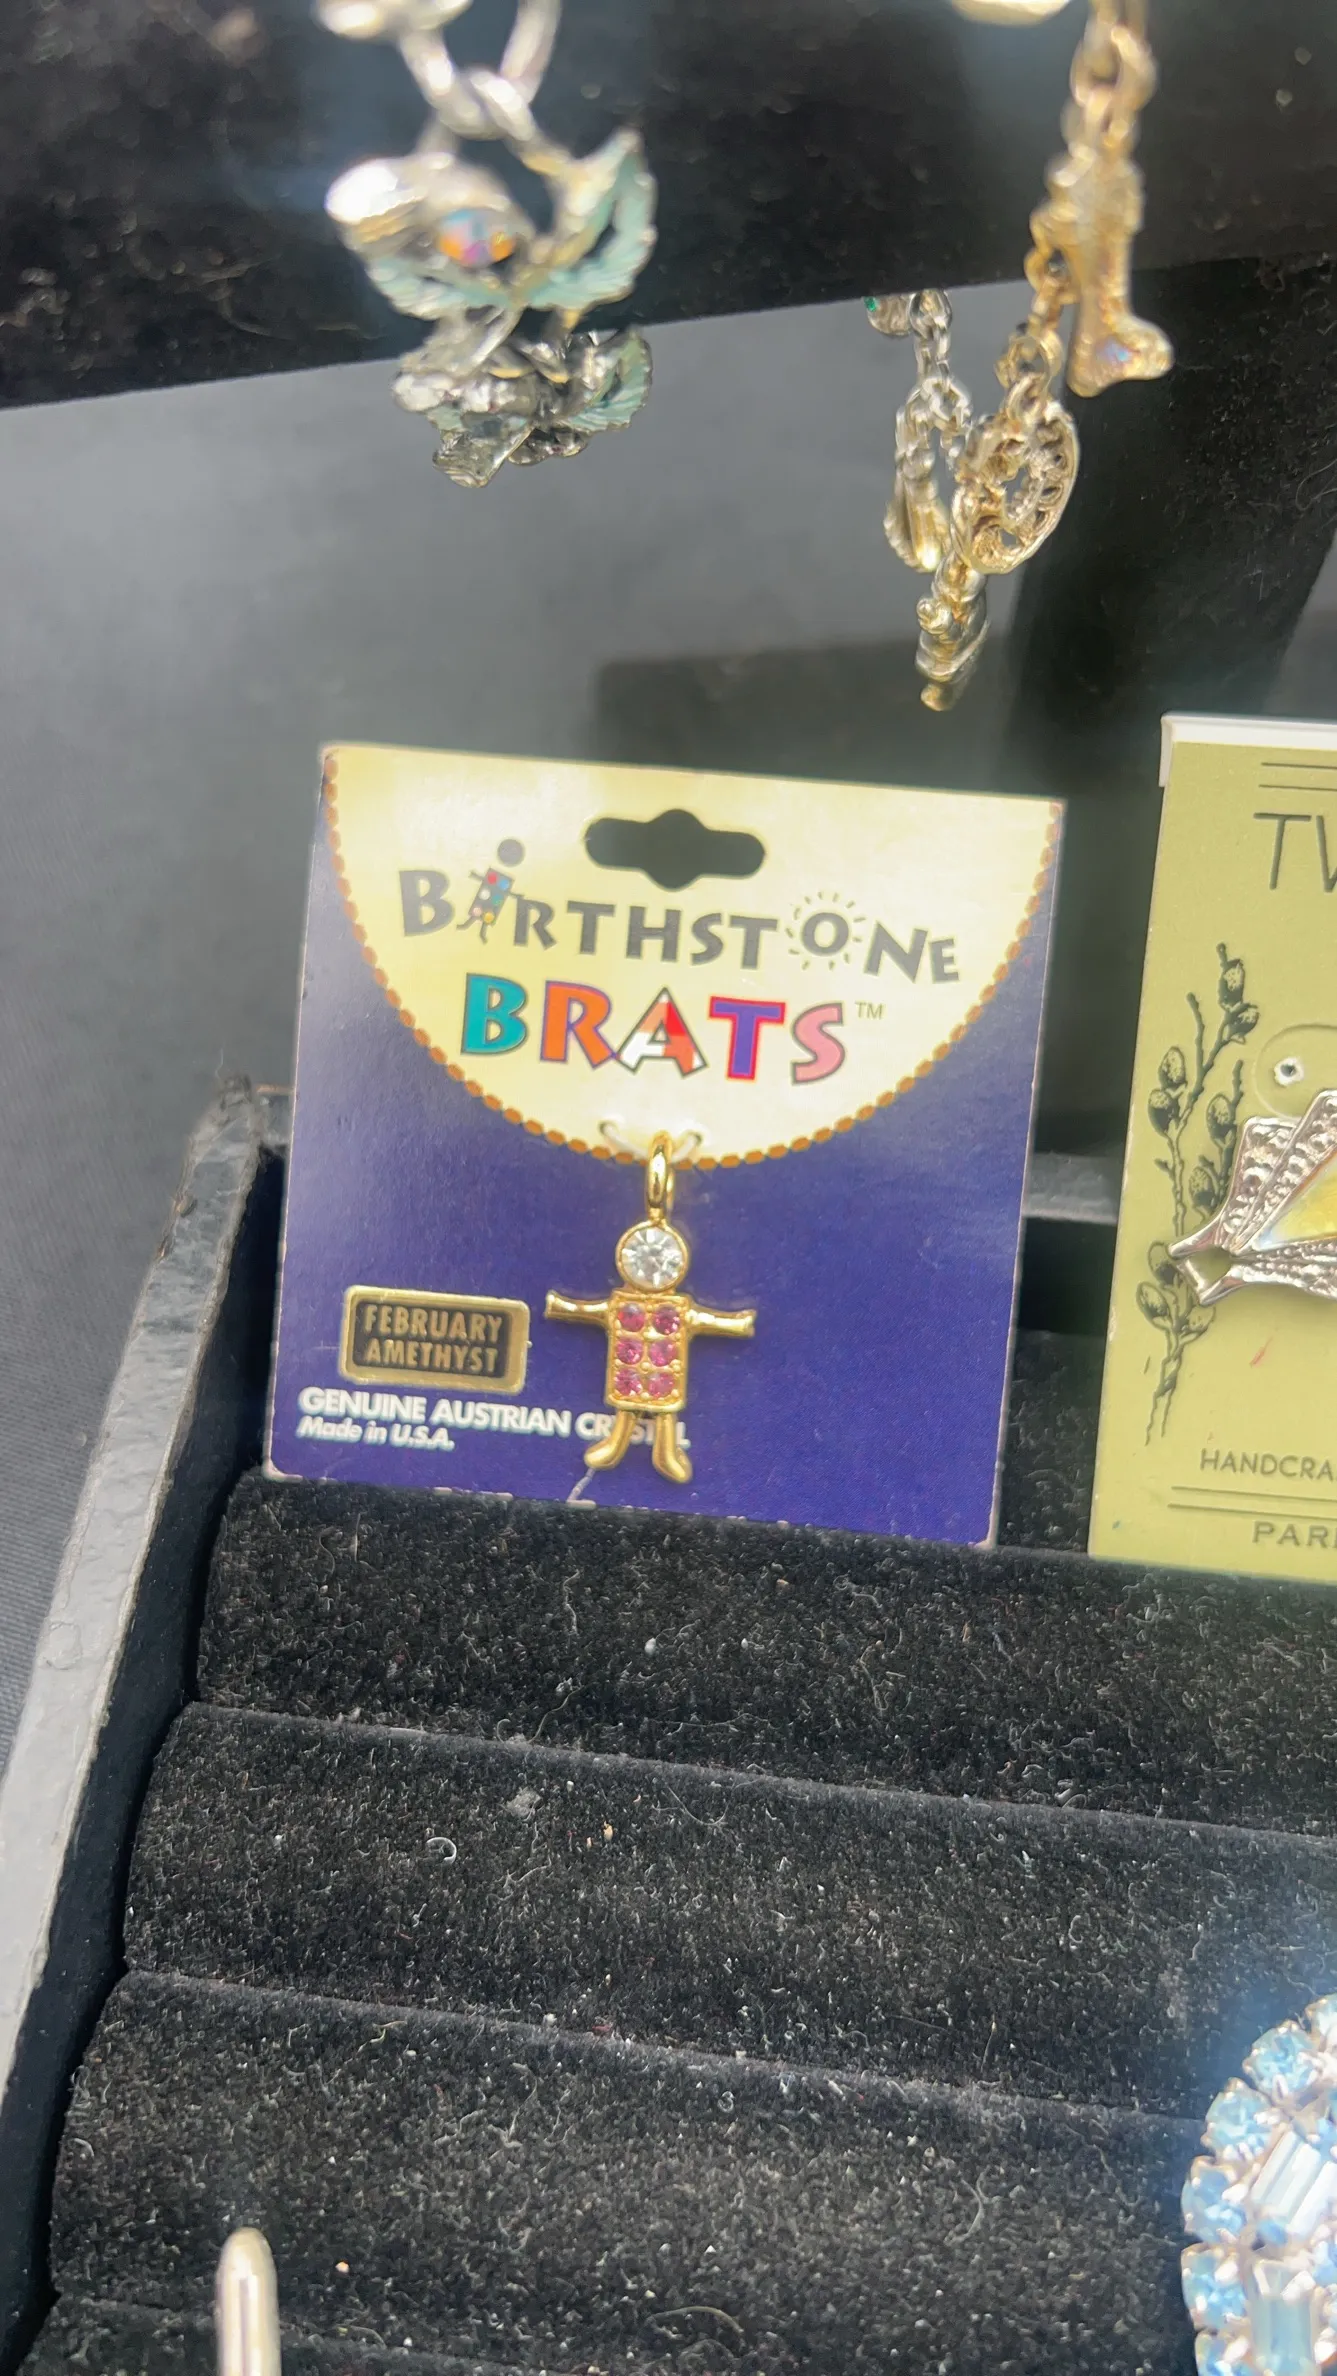 BIRTHSTONE
BRATS™
FEBRUARY
AMETHYST
GENUINE AUSTRIAN CRYSTAL
Made in U.S.A.
HANDCRA
PAR